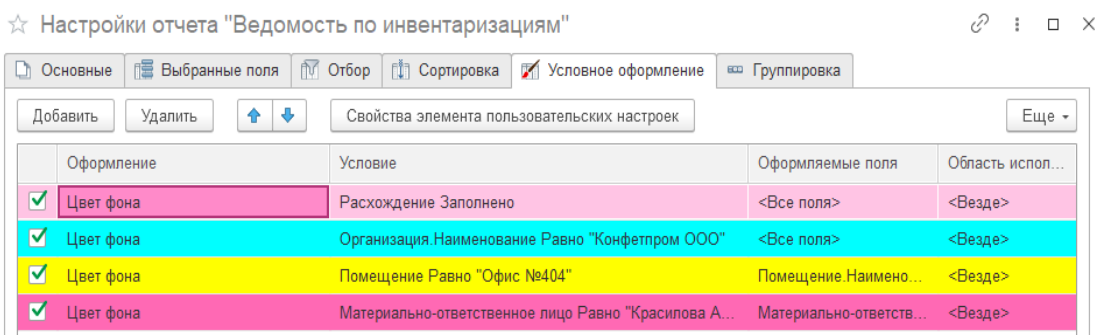 Настройки отчета "Ведомость по инвентаризациям"
Основные Выбранные поля Отбор Сортировка Условное оформление Группировка
Добавить Удалить Свойства элемента пользовательских настроек Еще
Оформление Условие Оформляемые поля Область испол...
Цвет фона Расхождение Заполнено <Все поля> <Везде>
Цвет фона Организация.Наименование Равно "Конфетпром ООО" <Все поля> <Везде>
Цвет фона Помещение Равно "Офис №404" Помещение.Наимено... <Везде>
Цвет фона Материально-ответственное лицо Равно "Красилова А... Материально-ответств... <Везде>